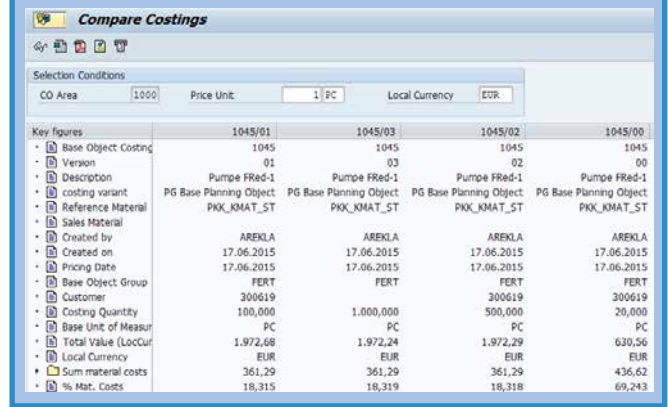 Compare Costings
Selection Conditions
CO Area 1000 Price Unit 1 PC Local Currency EUR
Key figures 1045/01 1045/03 1045/02 1045/00
Base Object Costing 1045 1045 1045 1045
Version 01 03 02 00
Description Pumpe FRed-1 Pumpe FRed-1 Pumpe FRed-1 Pumpe FRed-1
costing variant PG Base Planning Object PG Base Planning Object PG Base Planning Object PG Base Planning Object
Reference Material PKK_KMAT_ST PKK_KMAT_ST PKK_KMAT_ST PKK_KMAT_ST
Sales Material
Created by AREKLA AREKLA AREKLA AREKLA
Created on 17.06.2015 17.06.2015 17.06.2015 17.06.2015
Pricing Date 17.06.2015 17.06.2015 17.06.2015 17.06.2015
Base Object Group FERT FERT FERT FERT
Customer 300619 300619 300619
Costing Quantity 100,000 1.000,000 500,000 20,000
Base Unit of Measur PC PC PC PC
Total Value (LocCur 1.972,68 1.972,24 1.972,29 630,56
Local Currency EUR EUR EUR EUR
Sum material costs 361,29 361,29 361,29 436,62
% Mat. Costs 18,315 18,319 18,318 69,243